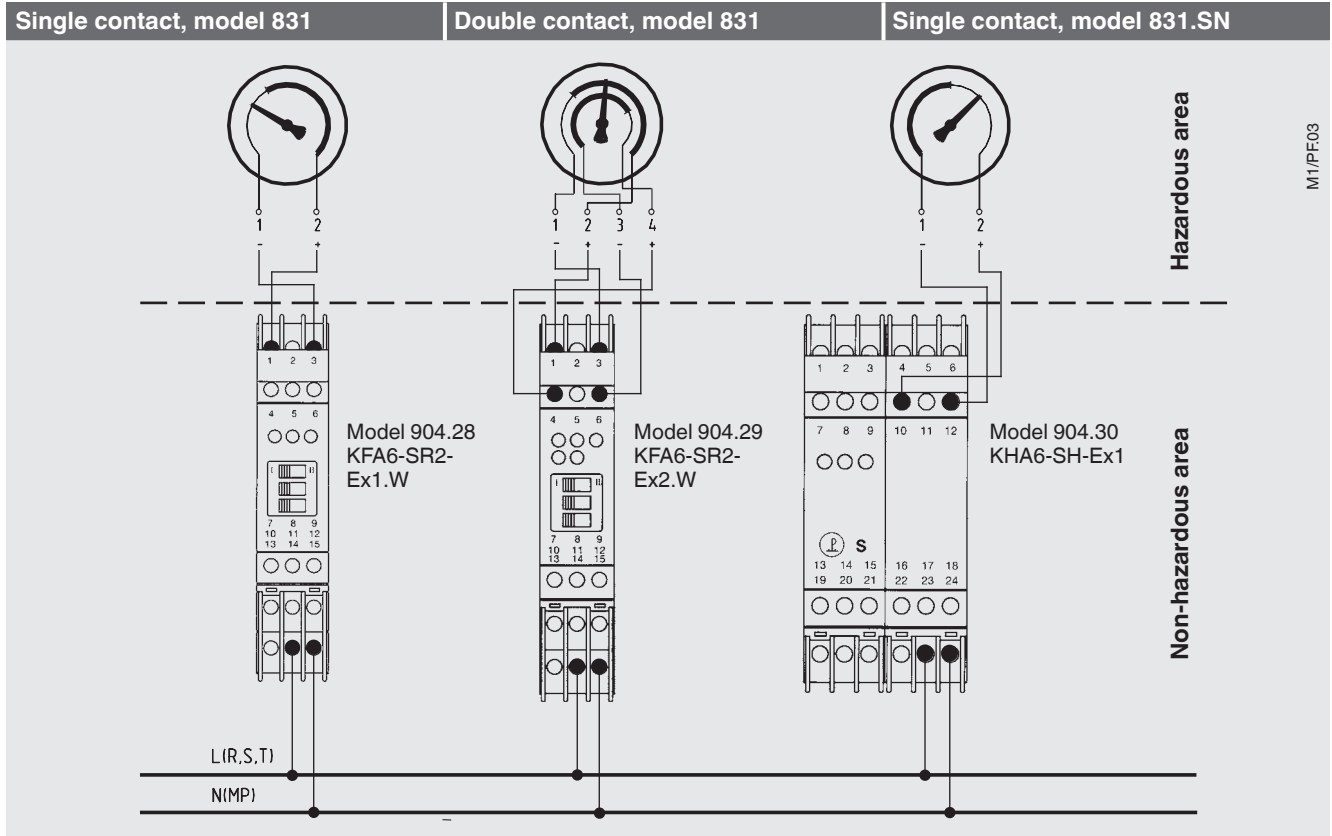 Single contact, model 831
Double contact, model 831
Single contact, model 831.SN
1 2
- +
1 2 3 4
- + - +
1 2
- +
Hazardous area
M1/PF.03
1 2 3
4 5 6
I II
7 8 9
10 11 12
13 14 15
Model 904.28
KFA6-SR2-
Ex1.W
1 2 3
4 5 6
I II
7 8 9
10 11 12
13 14 15
Model 904.29
KFA6-SR2-
Ex2.W
1 2 3 4 5 6
7 8 9 10 11 12
S
13 14 15 16 17 18
19 20 21 22 23 24
Model 904.30
KHA6-SH-Ex1
Non-hazardous area
L(R,S,T)
N(MP)